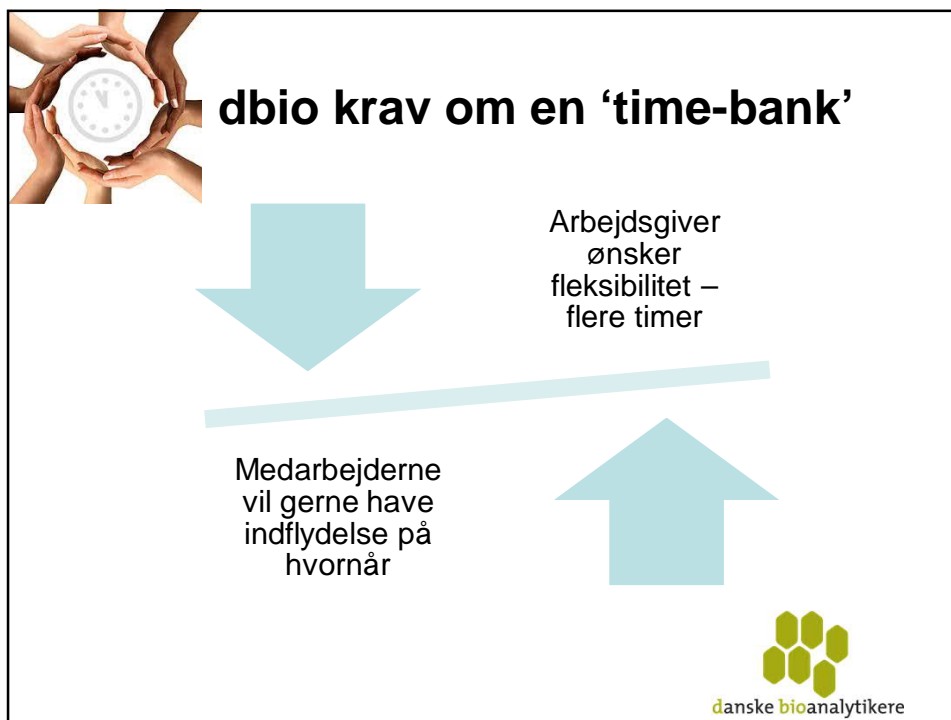 dbio krav om en ‘time-bank’
Arbejdsgiver
ønsker
fleksibilitet –
flere timer
Medarbejderne
vil gerne have
indflydelse på
hvornår
danske bioanalytikere